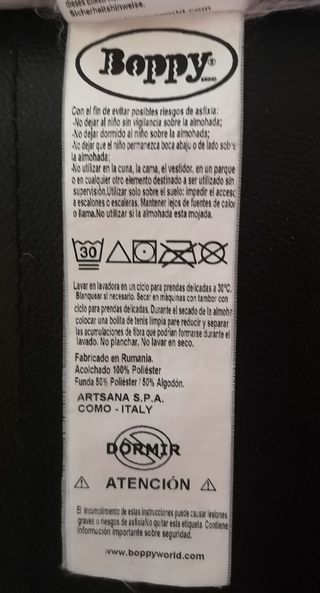 Sicherheitshinweise.
world.com
Boppy®
Con el fin de evitar posibles riesgos de asfixia:
-No dejar al niño sin vigilancia sobre la almohada;
-No dejar dormido al niño sobre la almohada;
-No dejar que el niño permanezca boca abajo o de lado sobre
la almohada;
-No utilizar en la cuna, la cama, el vestidor, en un parque
o en cualquier otro elemento destinado a ser utilizado sin
supervisión.Utilizar solo sobre el suelo: impedir el acceso
a escalones o escaleras. Mantener lejos de fuentes de calor
o llama.No utilizar si la almohada esta mojada.
30
Lavar en lavadora en un ciclo para prendas delicadas a 30°C.
Blanquear si necesario. Secar en máquinas con tambor con
ciclo para prendas delicadas. Durante el secado de la almoha
colocar una bolita de tenis limpia pare reducir y separar
las acumulaciones de fibra que podrían formarse durante el
lavado. No planchar. No lavar en seco.
Fabricado en Rumania.
Acolchado 100% Poliéster
Funda 50% Poliéster / 50% Algodón.
ARTSANA S.P.A.
COMO - ITALY
DORMIR
ATENCIÓN
El incumplimiento de estas instrucciones puede causar lesiones
graves o riesgos de asfixiaNo quitar esta etiqueta. Contiene
información importante sobre seguridad.
www.boppyworld.com